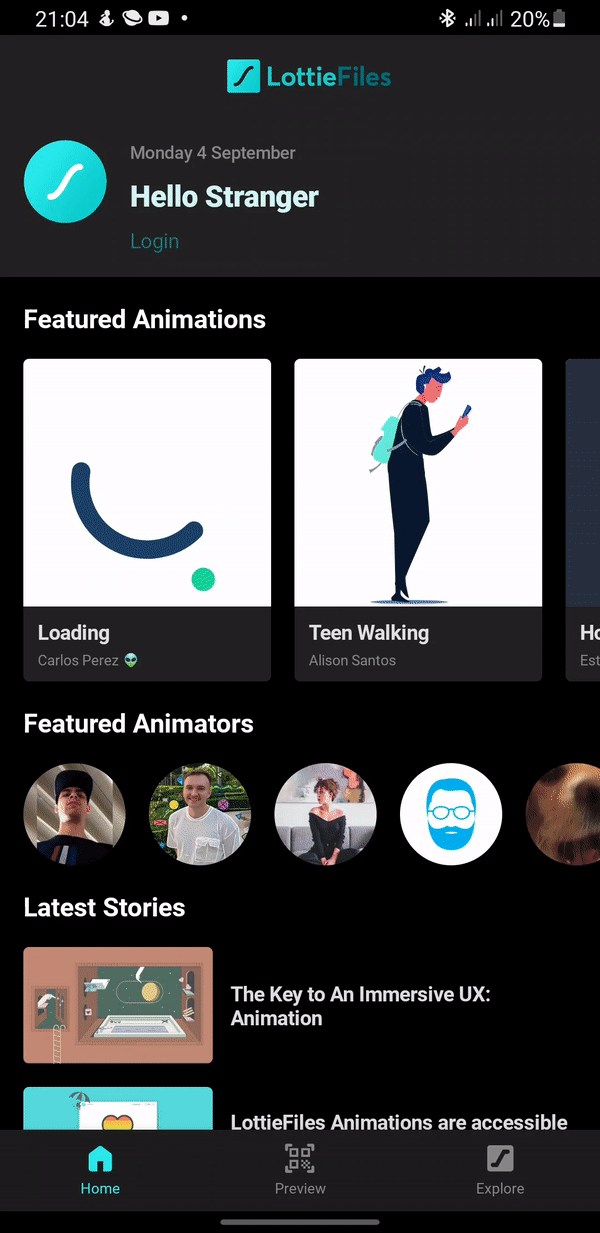 21:04
20%
LottieFiles
Monday 4 September
Hello Stranger
Login
Featured Animations
Loading
Carlos Perez 👽
Teen Walking
Alison Santos
Ho
Est
Featured Animators
Latest Stories
The Key to An Immersive UX:
Animation
LottieFiles Animations are accessible
Home
Preview
Explore